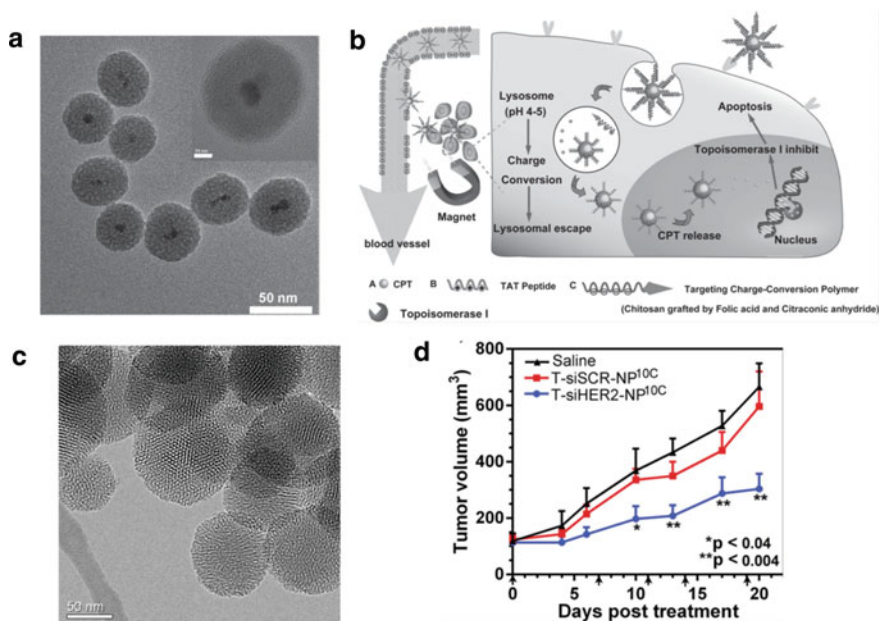 a
50 nm
b
Lysosome
(pH 4-5)
Charge
Conversion
Lysosomal escape
Magnet
blood vessel
Apoptosis
Topoisomerase I inhibit
CPT release
Nucleus
A CPT B TAT Peptide C Targeting Charge-Conversion Polymer
(Chitosan grafted by Folic acid and Citraconic anhydride)
Topoisomerase I
c
50 nm
d
Tumor volume (mm³)
800
600
400
200
0
Saline
T-siSCR-NP¹⁰ᶜ
T-siHER2-NP¹⁰ᶜ
* ** ** **
*p < 0.04
**p < 0.004
0 5 10 15 20
Days post treatment